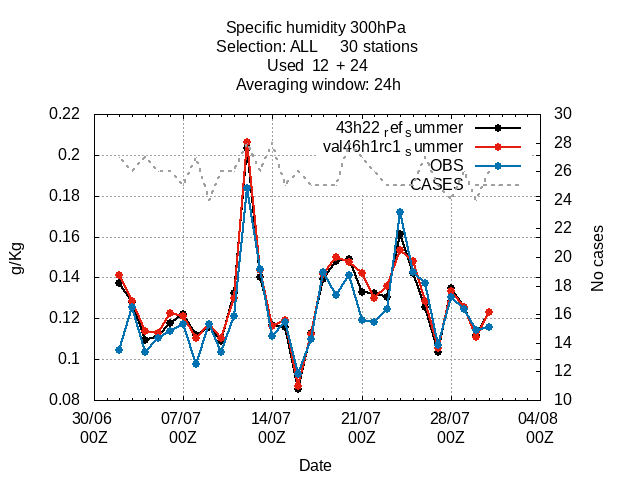 Specific humidity 300hPa
Selection: ALL 30 stations
Used 12 + 24
Averaging window: 24h
0.22
0.2
0.18
0.16
0.14
0.12
0.1
0.08
g/Kg
30
28
26
24
22
20
18
16
14
12
10
No cases
43h22 ref summer
val46h1rc1 summer
OBS
CASES
30/06 07/07 14/07 21/07 28/07 04/08
00Z 00Z 00Z 00Z 00Z 00Z
Date